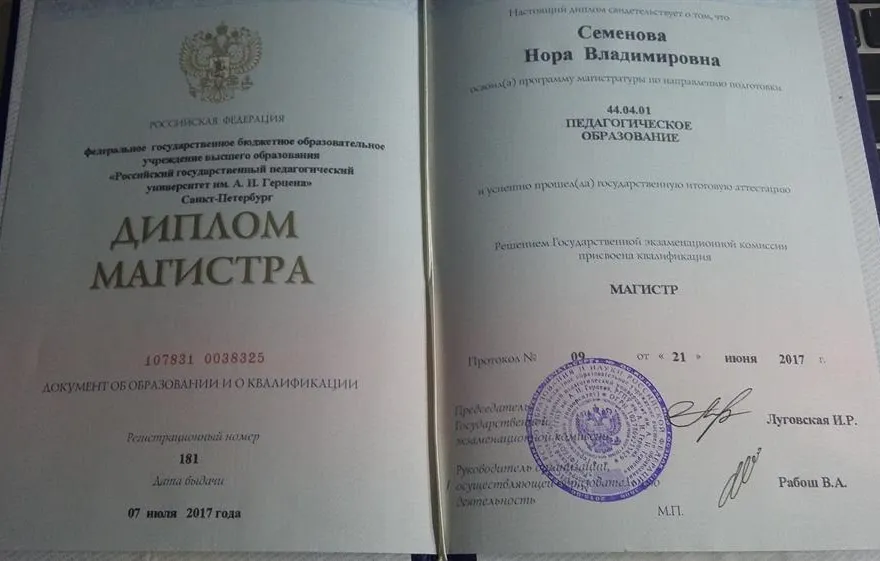 РОССИЙСКАЯ ФЕДЕРАЦИЯ
федеральное государственное бюджетное образовательное
учреждение высшего образования
«Российский государственный педагогический
университет им. А. И. Герцена»
Санкт-Петербург
ДИПЛОМ
МАГИСТРА
107831 0038325
ДОКУМЕНТ ОБ ОБРАЗОВАНИИ И О КВАЛИФИКАЦИИ
Регистрационный номер
181
Дата выдачи
07 июля 2017 года
Настоящий диплом свидетельствует о том, что
Семенова
Нора Владимировна
освоил(а) программу магистратуры по направлению подготовки
44.04.01
ПЕДАГОГИЧЕСКОЕ
ОБРАЗОВАНИЕ
и успешно прошел(ла) государственную итоговую аттестацию
Решением Государственной экзаменационной комиссии
присвоена квалификация
МАГИСТР
Протокол № 09 от « 21 » июня 2017 г.
Председатель
Государственной
экзаменационной комиссии
Луговская И.Р.
Руководитель
осуществляющей образовательную
деятельность
Рабош В.А.
М.П.